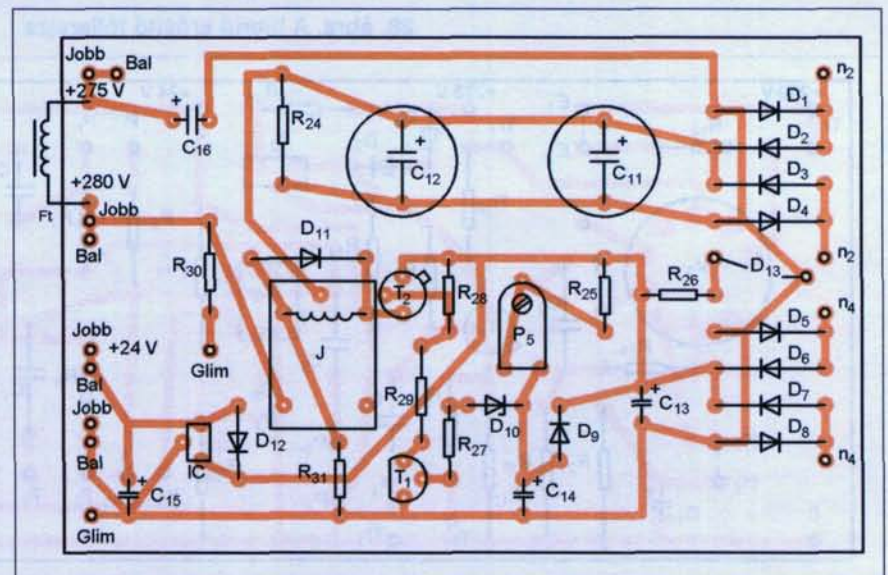 Jobb
Bal
+275 V
+
C16
R24
+
C12
+
C11
n2
D1
D2
D3
D4
+280 V
Ft
Jobb
Bal
R30
D11
T2
R28
P5
R25
R26
D13
n2
n4
Jobb
+24 V
Bal
Glim
J
D5
D6
D7
D8
Jobb
Bal
IC
D12
R29
R27
D10
D9
+
C13
n4
+
C15
R31
T1
+
C14
Glim